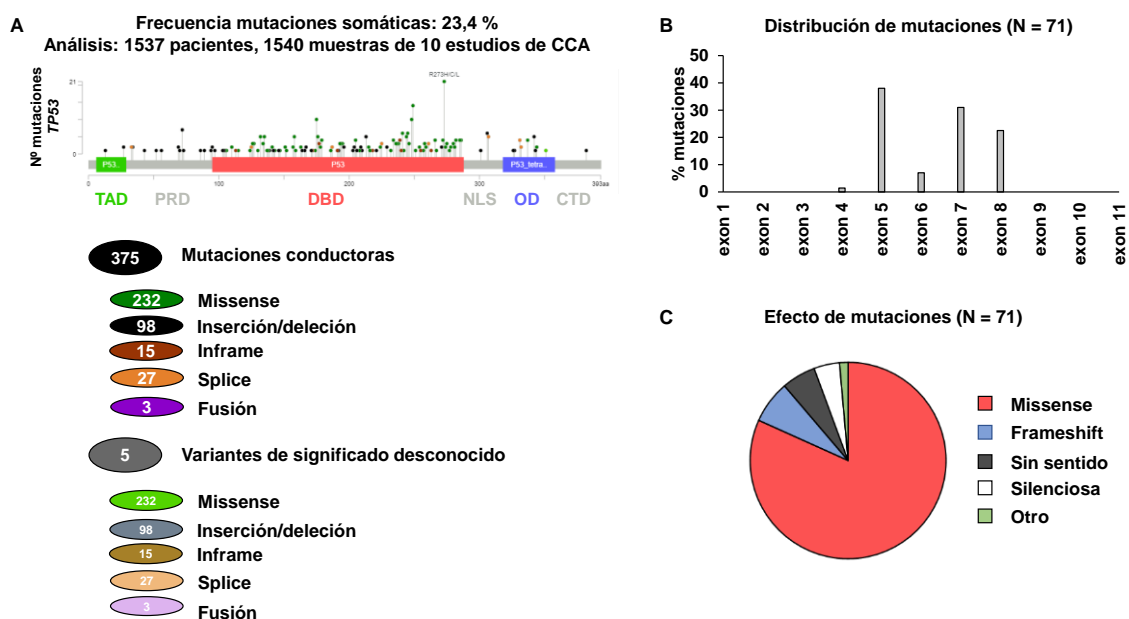 A
Frecuencia mutaciones somáticas: 23,4 %
Análisis: 1537 pacientes, 1540 muestras de 10 estudios de CCA
Nº mutaciones
TP53
21
0
R273H/C/L
P53..
P53
P53_tetra..
0
100
200
300
393aa
TAD
PRD
DBD
NLS
OD
CTD
375 Mutaciones conductoras
232 Missense
98 Inserción/deleción
15 Inframe
27 Splice
3 Fusión
5 Variantes de significado desconocido
232 Missense
98 Inserción/deleción
15 Inframe
27 Splice
3 Fusión
B
Distribución de mutaciones (N = 71)
% mutaciones
50
40
30
20
10
0
exon 1
exon 2
exon 3
exon 4
exon 5
exon 6
exon 7
exon 8
exon 9
exon 10
exon 11
C
Efecto de mutaciones (N = 71)
Missense
Frameshift
Sin sentido
Silenciosa
Otro